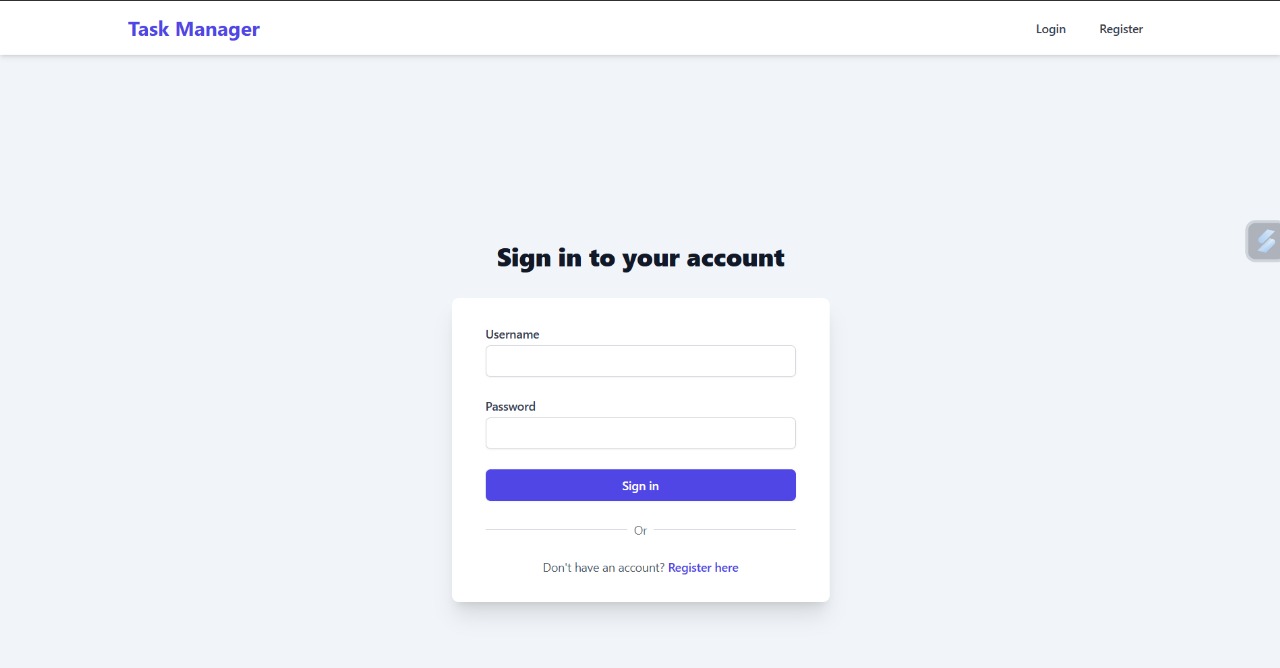 Task Manager
Login
Register
Sign in to your account
Username
Password
Sign in
Or
Don't have an account? Register here